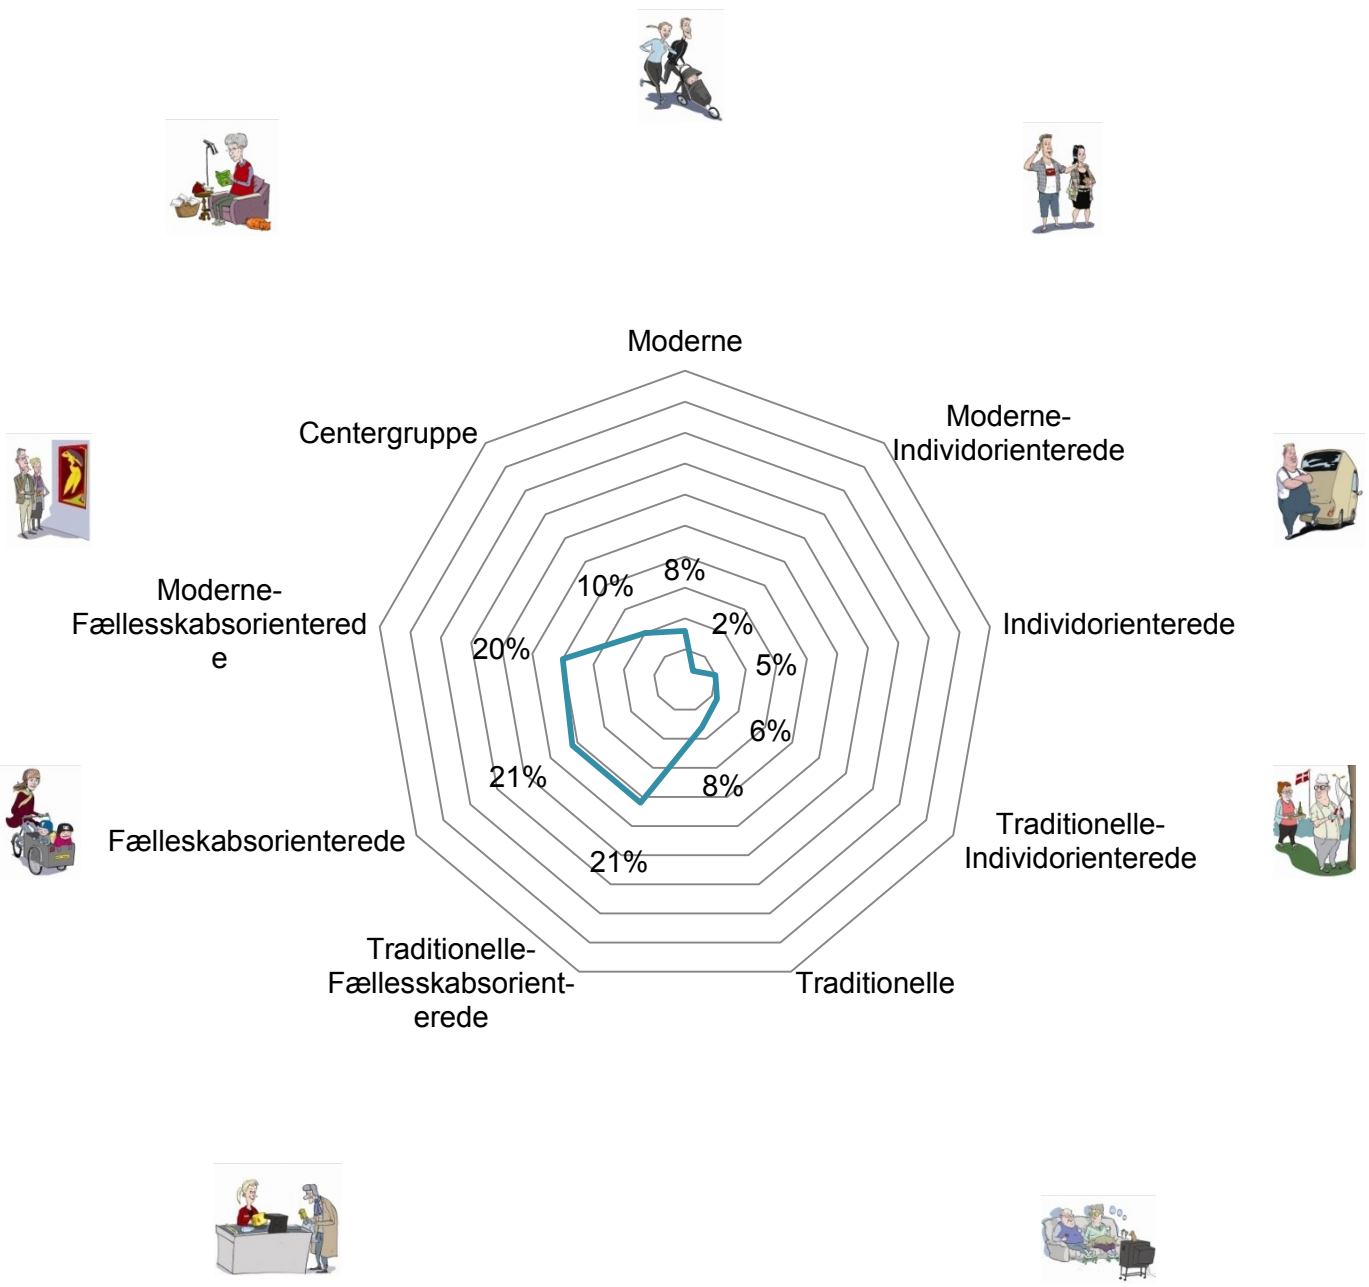 Moderne
Moderne-
Individorienterede
Centergruppe
8%
10%
2%
Moderne-
Fællesskabsorientered
e
20%
5%
Individorienterede
6%
21%
8%
Fælleskabsorienterede
Traditionelle-
Individorienterede
21%
Traditionelle-
Fællesskabsorient-
erede
Traditionelle